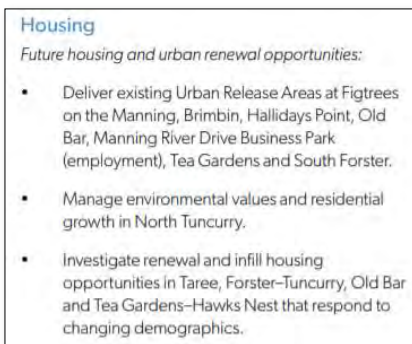 Housing
Future housing and urban renewal opportunities:
• Deliver existing Urban Release Areas at Figtrees
on the Manning, Brimbin, Hallidays Point, Old
Bar, Manning River Drive Business Park
(employment), Tea Gardens and South Forster.
• Manage environmental values and residential
growth in North Tuncurry.
• Investigate renewal and infill housing
opportunities in Taree, Forster–Tuncurry, Old Bar
and Tea Gardens–Hawks Nest that respond to
changing demographics.